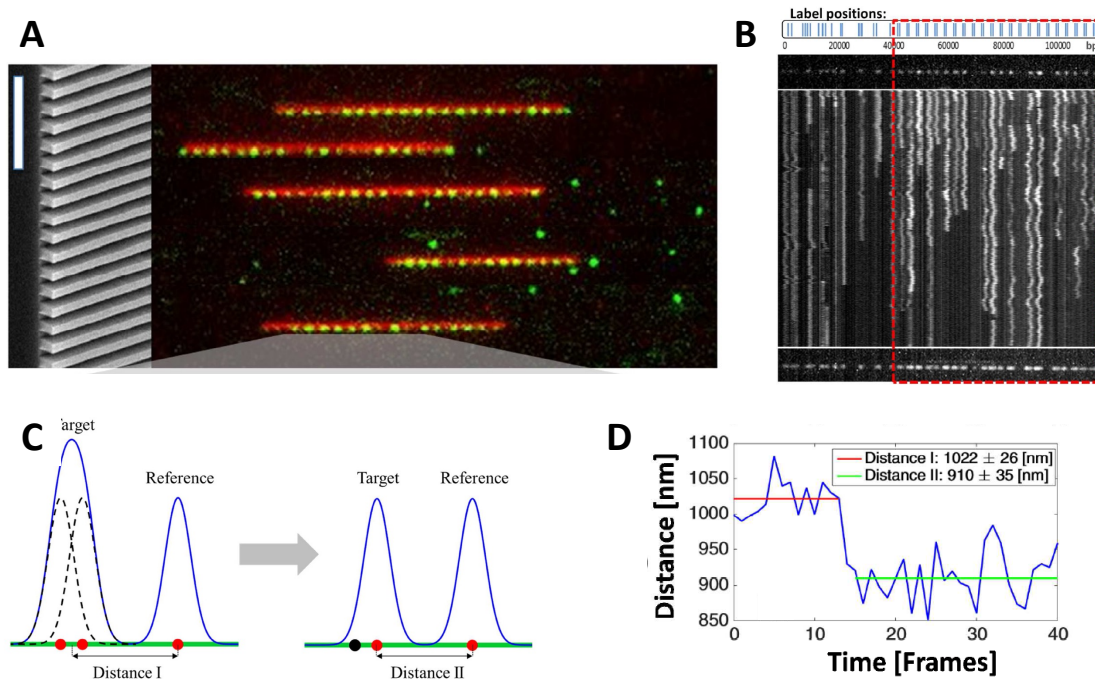 A
Label positions:
B
0 20000 40000 60000 80000 100000 bp
C
arget
Reference
Target
Reference
Distance I
Distance II
D
1100
1050
1000
950
900
850
Distance [nm]
Distance I: 1022 ± 26 [nm]
Distance II: 910 ± 35 [nm]
0 10 20 30 40
Time [Frames]